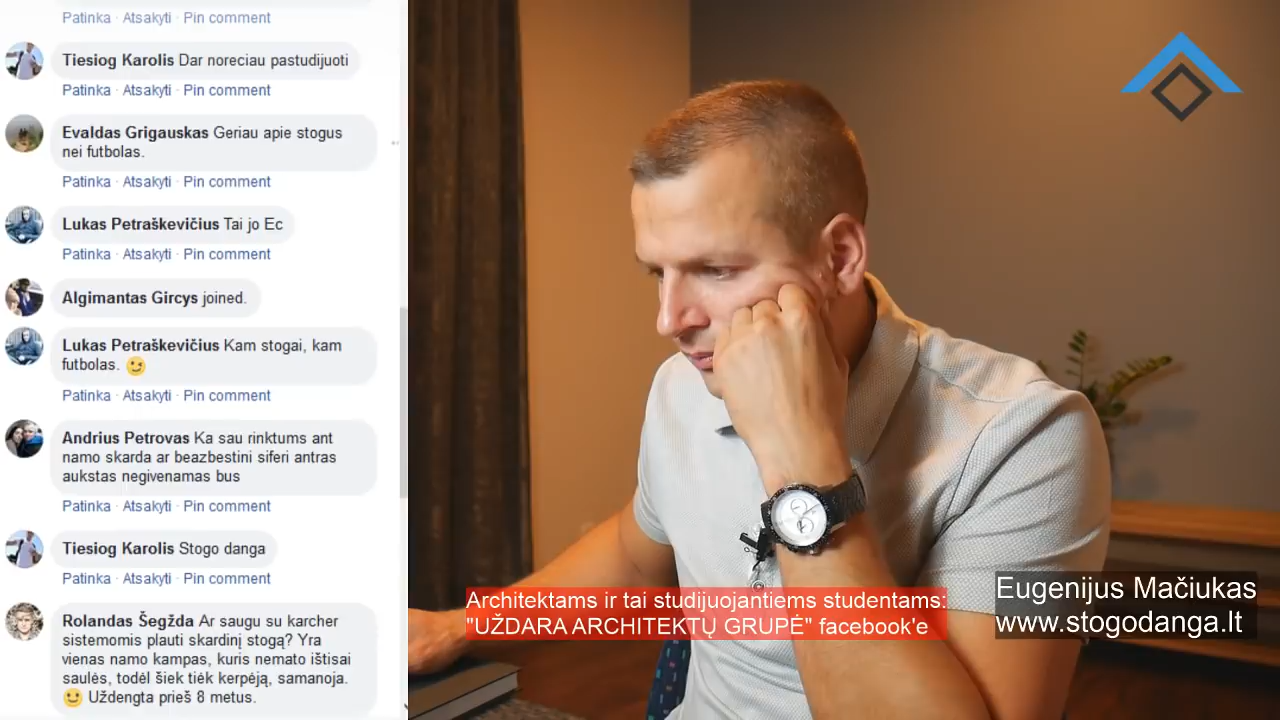 Patinka · Atsakyti · Pin comment
Tiesiog Karolis Dar noreciau pastudijuoti
Patinka · Atsakyti · Pin comment
Evaldas Grigauskas Geriau apie stogus
nei futbolas.
Patinka · Atsakyti · Pin comment
Lukas Petraškevičius Tai jo Ec
Patinka · Atsakyti · Pin comment
Algimantas Gircys joined.
Lukas Petraškevičius Kam stogai, kam
futbolas. 😉
Patinka · Atsakyti · Pin comment
Andrius Petrovas Ka sau rinktums ant
namo skarda ar beazbestini siferi antras
aukstas negivenamas bus
Patinka · Atsakyti · Pin comment
Tiesiog Karolis Stogo danga
Patinka · Atsakyti · Pin comment
Rolandas Šegžda Ar saugu su karcher
sistemomis plauti skardinį stogą? Yra
vienas namo kampas, kuris nemato ištisai
saulės, todėl šiek tiėk kerpėją, samanoja.
🙂 Uždengta prieš 8 metus.
Architektams ir tai studijuojantiems studentams:
"UŽDARA ARCHITEKTŲ GRUPĖ" facebook'e
Eugenijus Mačiukas
www.stogodanga.lt